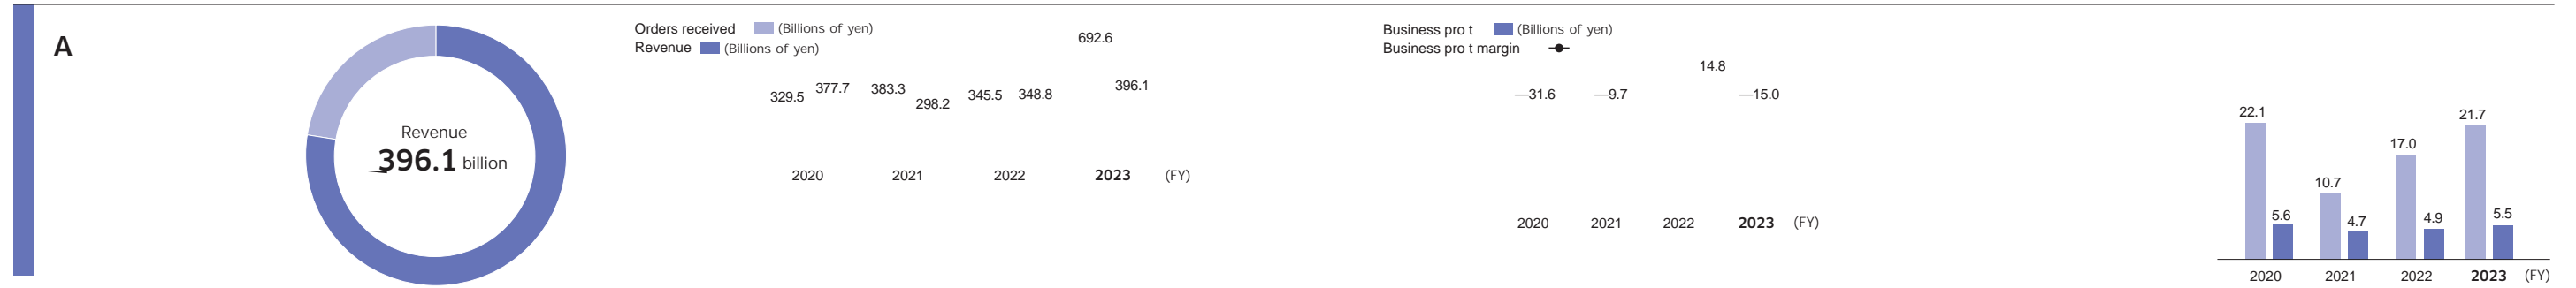 A
Revenue
396.1 billion
Orders received (Billions of yen)
Revenue (Billions of yen)
329.5 377.7 383.3 298.2 345.5 348.8 692.6 396.1
2020 2021 2022 2023 (FY)
Business pro t (Billions of yen)
Business pro t margin
—31.6 —9.7 14.8 —15.0
2020 2021 2022 2023 (FY)
22.1 5.6 10.7 4.7 17.0 4.9 21.7 5.5
2020 2021 2022 2023 (FY)